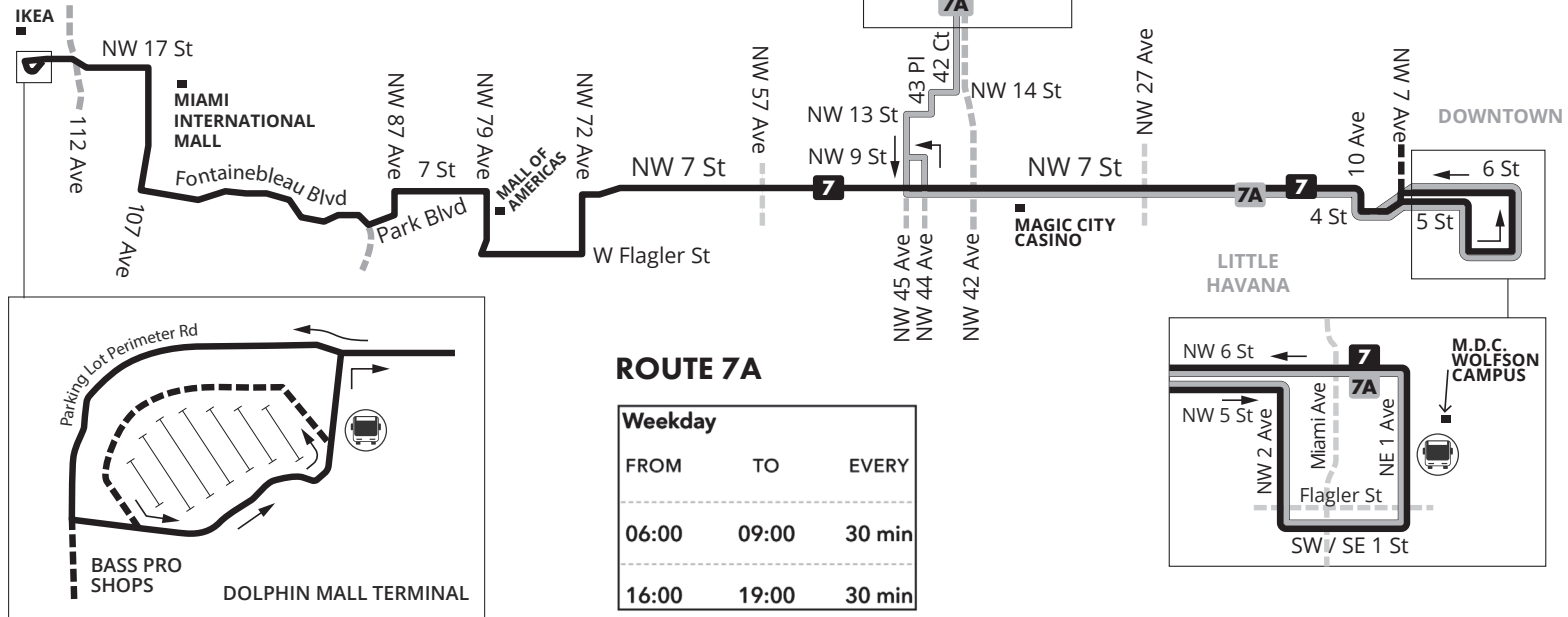 IKEA
7A
NW 17 St
42 Ct
43 Pl
NW 57 Ave
NW 27 Ave
NW 7 Ave
MIAMI
INTERNATIONAL
MALL
112 Ave
NW 87 Ave
NW 79 Ave
NW 72 Ave
NW 14 St
NW 13 St
DOWNTOWN
10 Ave
7 St
MALL OF
AMERICAS
NW 9 St
NW 7 St
NW 7 St
6 St
Fontainebleau Blvd
7
7A
7
107 Ave
Park Blvd
4 St
5 St
MAGIC CITY
CASINO
W Flagler St
NW 45 Ave
NW 44 Ave
NW 42 Ave
LITTLE
HAVANA
Parking Lot Perimeter Rd
BASS PRO
SHOPS
DOLPHIN MALL TERMINAL
ROUTE 7A
Weekday
FROM TO EVERY
06:00 09:00 30 min
16:00 19:00 30 min
NW 6 St
7
7A
M.D.C.
WOLFSON
CAMPUS
NW 5 St
NW 2 Ave
Miami Ave
NE 1 Ave
Flagler St
SW / SE 1 St